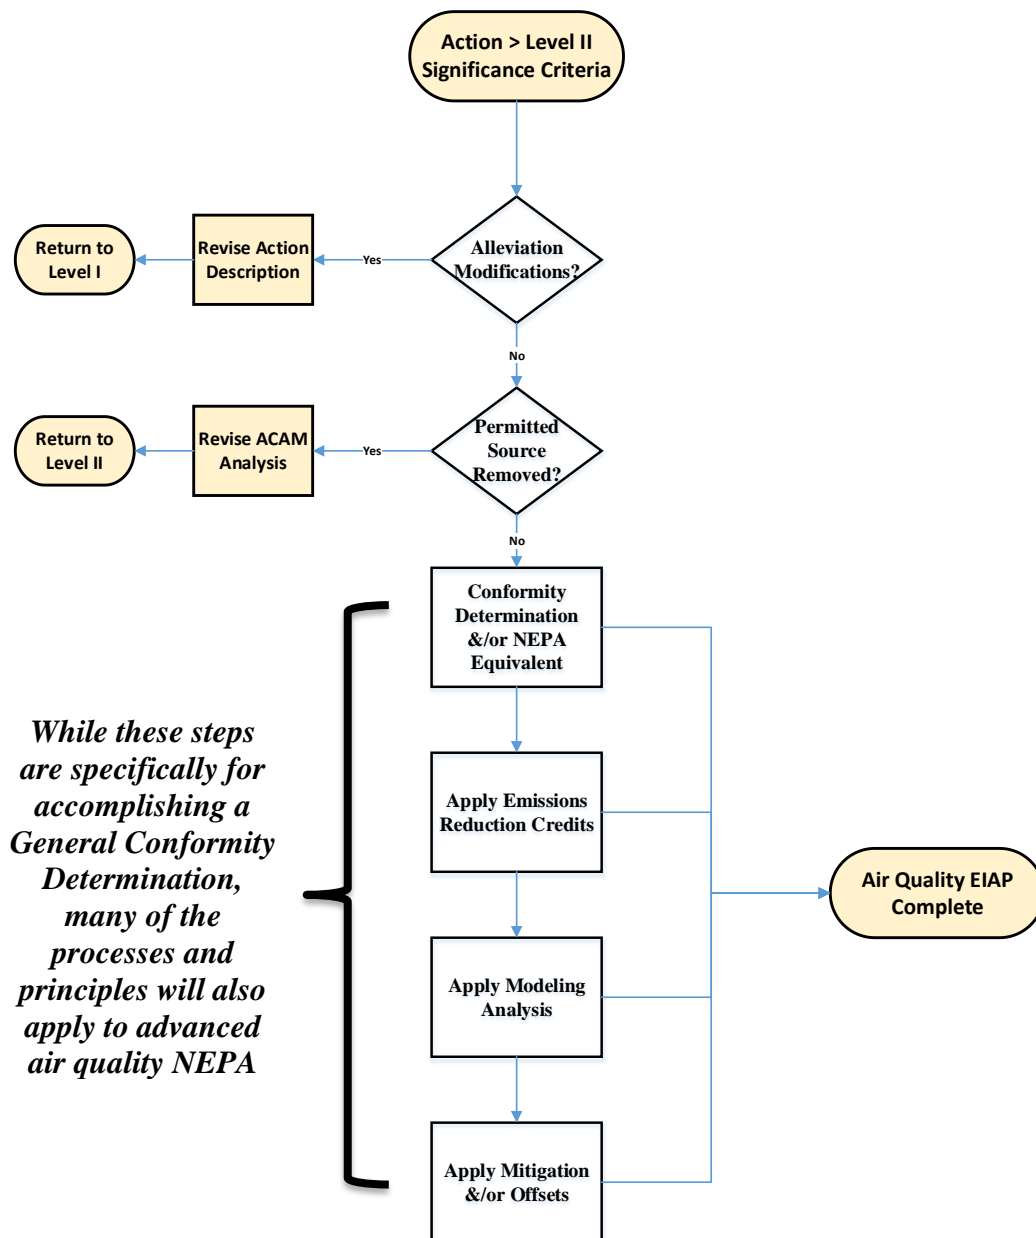 Action > Level II
Significance Criteria
Alleviation
Modifications?
Yes
Revise Action
Description
Return to
Level I
No
Permitted
Source
Removed?
Yes
Revise ACAM
Analysis
Return to
Level II
No
Conformity
Determination
&/or NEPA
Equivalent
While these steps
are specifically for
accomplishing a
General Conformity
Determination,
many of the
processes and
principles will also
apply to advanced
air quality NEPA
Apply Emissions
Reduction Credits
Apply Modeling
Analysis
Apply Mitigation
&/or Offsets
Air Quality EIAP
Complete